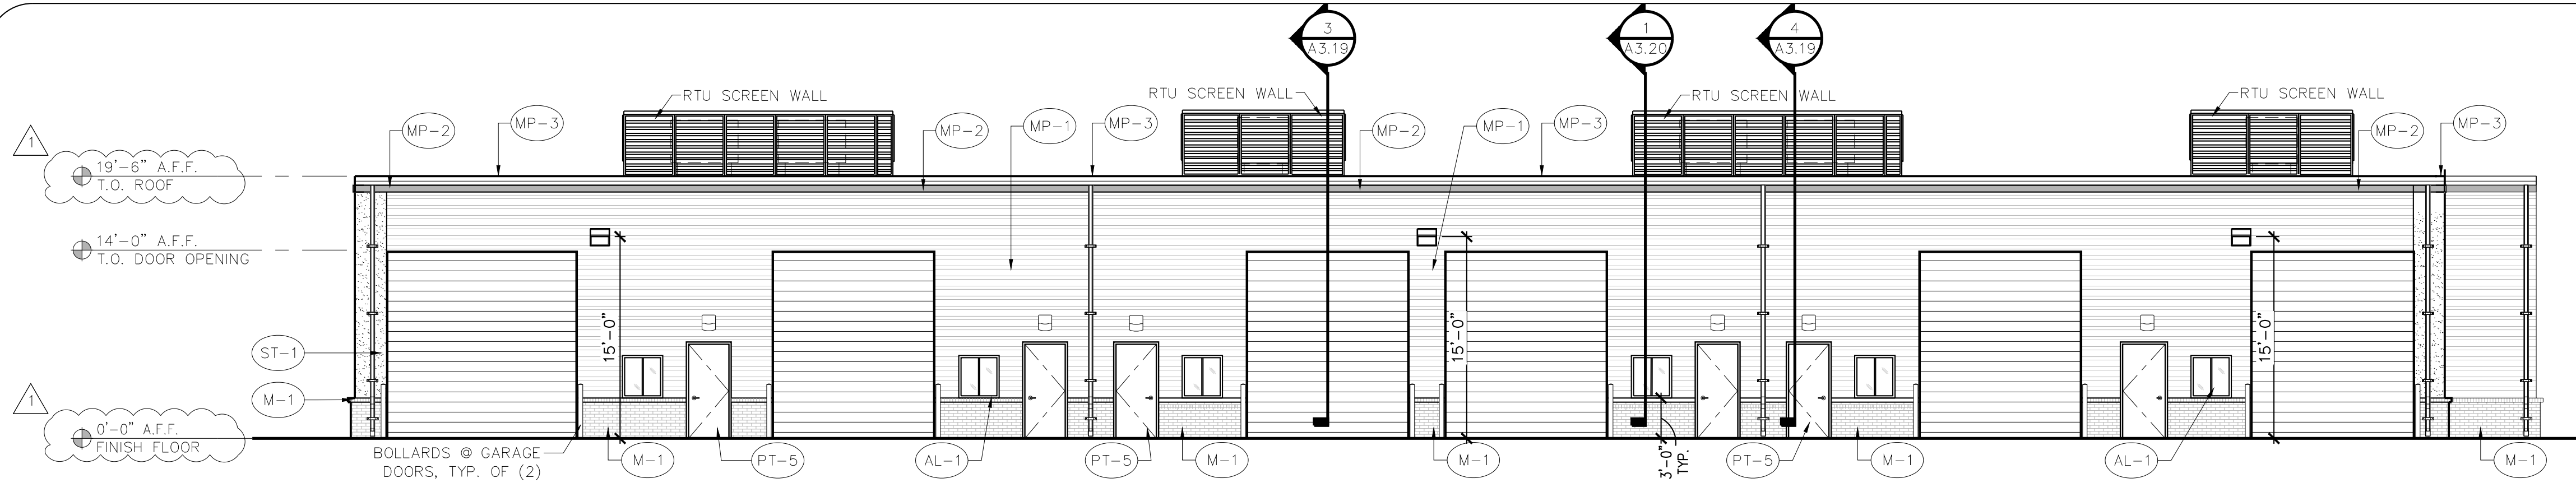 3
A3.19
1
A3.20
4
A3.19
RTU SCREEN WALL
RTU SCREEN WALL
RTU SCREEN WALL
RTU SCREEN WALL
MP-2
MP-3
MP-2
MP-1
MP-3
MP-2
MP-1
MP-3
MP-2
MP-3
1
19'-6" A.F.F.
T.O. ROOF
14'-0" A.F.F.
T.O. DOOR OPENING
15'-0"
15'-0"
15'-0"
ST-1
M-1
1
0'-0" A.F.F.
FINISH FLOOR
BOLLARDS @ GARAGE
DOORS, TYP. OF (2)
M-1
PT-5
AL-1
PT-5
M-1
M-1
3'-0"
TYP.
PT-5
M-1
AL-1
M-1